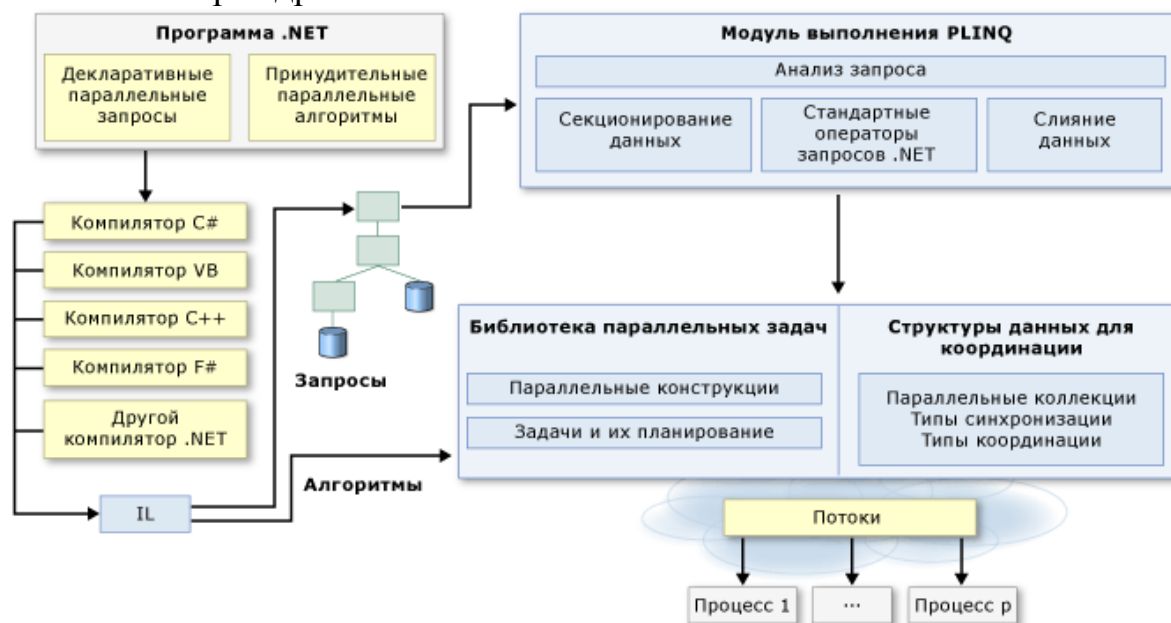 Программа .NET
Декларативные
параллельные
запросы
Принудительные
параллельные
алгоритмы
Модуль выполнения PLINQ
Анализ запроса
Секционирование
данных
Стандартные
операторы
запросов .NET
Слияние
данных
Компилятор C#
Компилятор VB
Компилятор C++
Компилятор F#
Другой
компилятор .NET
IL
Запросы
Алгоритмы
Библиотека параллельных задач
Параллельные конструкции
Задачи и их планирование
Структуры данных для
координации
Параллельные коллекции
Типы синхронизации
Типы координации
Потоки
Процесс 1
...
Процесс p